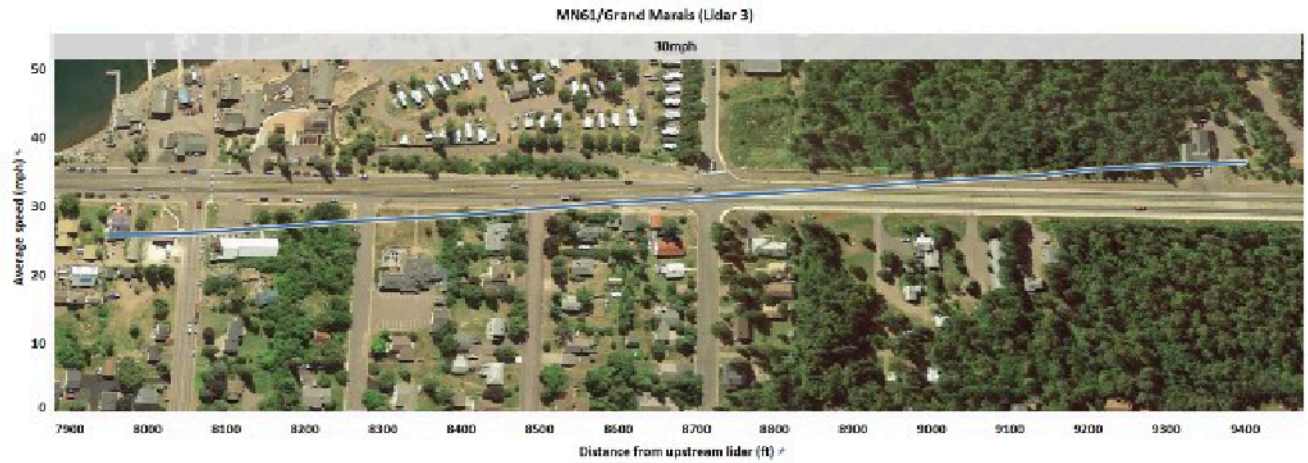 MN61/Grand Marais (Lidar 3)
30mph
50
40
30
20
10
0
Average speed (mph)
7900 8000 8100 8200 8300 8400 8500 8600 8700 8800 8900 9000 9100 9200 9300 9400
Distance from upstream lidar (ft)